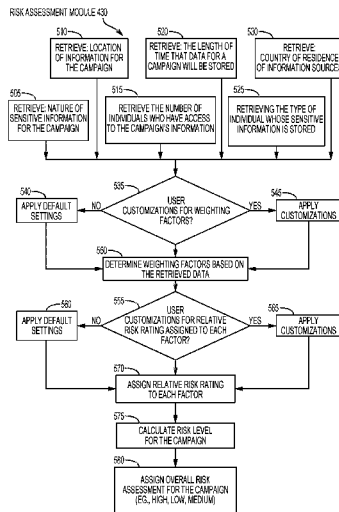 RISK ASSESSMENT MODULE 430
510
RETRIEVE: LOCATION
OF INFORMATION FOR
THE CAMPAIGN
520
RETRIEVE: THE LENGTH OF
TIME THAT DATA FOR A
CAMPAIGN WILL BE STORED
530
RETRIEVE:
COUNTRY OF RESIDENCE
OF INFORMATION SOURCES
505
RETRIEVE: NATURE OF
SENSITIVE INFORMATION
FOR THE CAMPAIGN
515
RETRIEVE THE NUMBER OF
INDIVIDUALS WHO HAVE ACCESS
TO THE CAMPAIGN'S INFORMATION
525
RETRIEVING THE TYPE OF
INDIVIDUAL WHOSE SENSITIVE
INFORMATION IS STORED
535
USER
CUSTOMIZATIONS FOR WEIGHTING
FACTORS?
NO
YES
540
APPLY DEFAULT
SETTINGS
545
APPLY
CUSTOMIZATIONS
550
DETERMINE WEIGHTING FACTORS BASED ON
THE RETRIEVED DATA
555
USER
CUSTOMIZATIONS FOR RELATIVE
RISK RATING ASSIGNED TO EACH
FACTOR?
NO
YES
560
APPLY DEFAULT
SETTINGS
565
APPLY
CUSTOMIZATIONS
570
ASSIGN RELATIVE RISK RATING
TO EACH FACTOR
575
CALCULATE RISK LEVEL
FOR THE CAMPAIGN
580
ASSIGN OVERALL RISK
ASSESSMENT FOR THE CAMPAIGN
(EG., HIGH, LOW, MEDIUM)